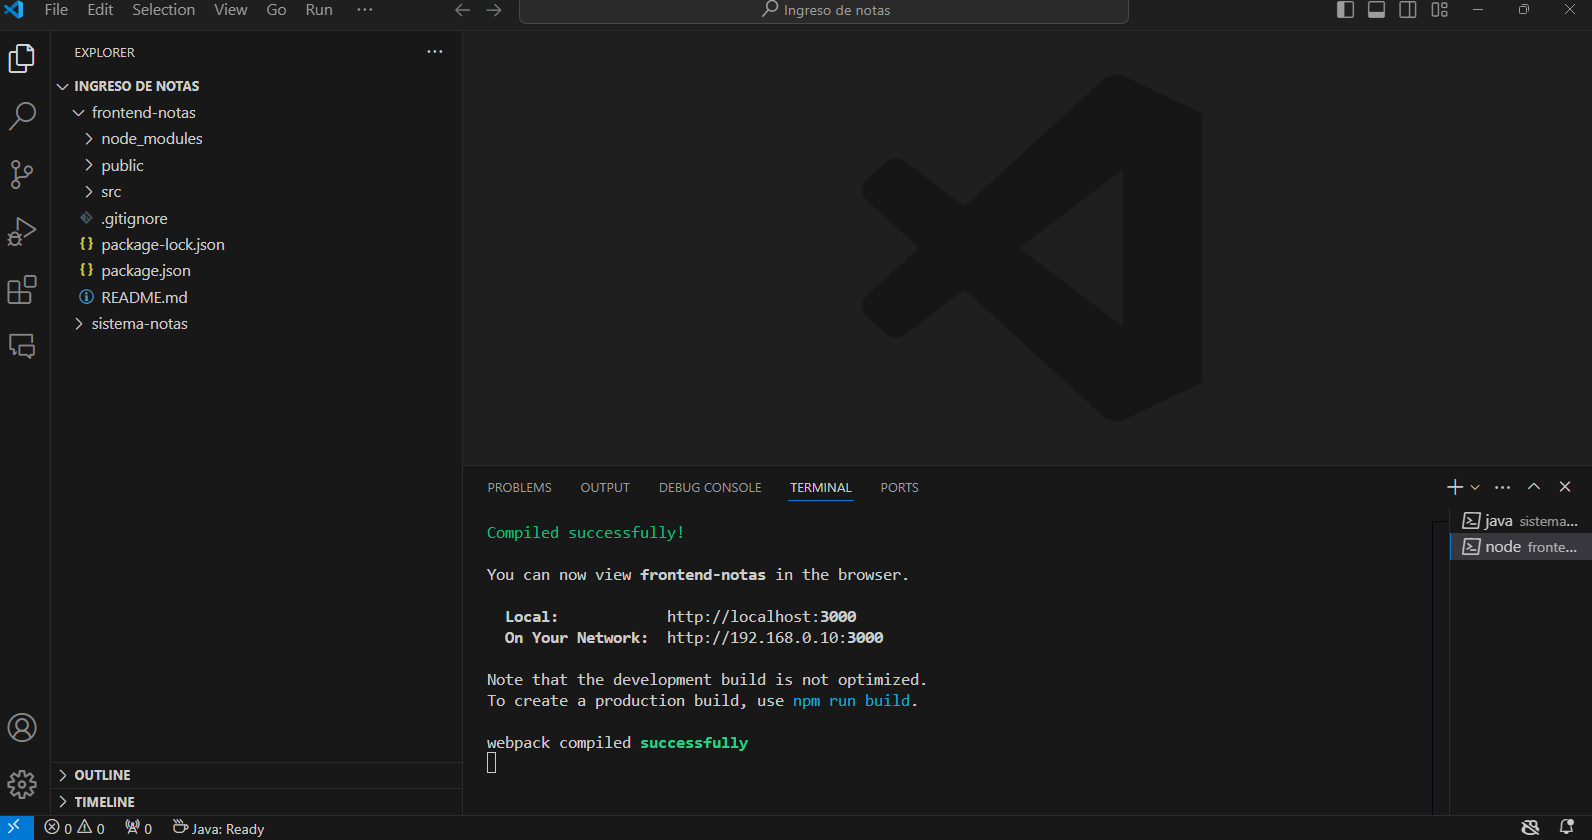 File Edit Selection View Go Run ···
Ingreso de notas
EXPLORER
INGRESO DE NOTAS
frontend-notas
node_modules
public
src
.gitignore
package-lock.json
package.json
README.md
sistema-notas
OUTLINE
TIMELINE
PROBLEMS OUTPUT DEBUG CONSOLE TERMINAL PORTS
Compiled successfully!
You can now view frontend-notas in the browser.
Local: http://localhost:3000
On Your Network: http://192.168.0.10:3000
Note that the development build is not optimized.
To create a production build, use npm run build.
webpack compiled successfully
java sistema...
node fronte...
0 0 0 Java: Ready